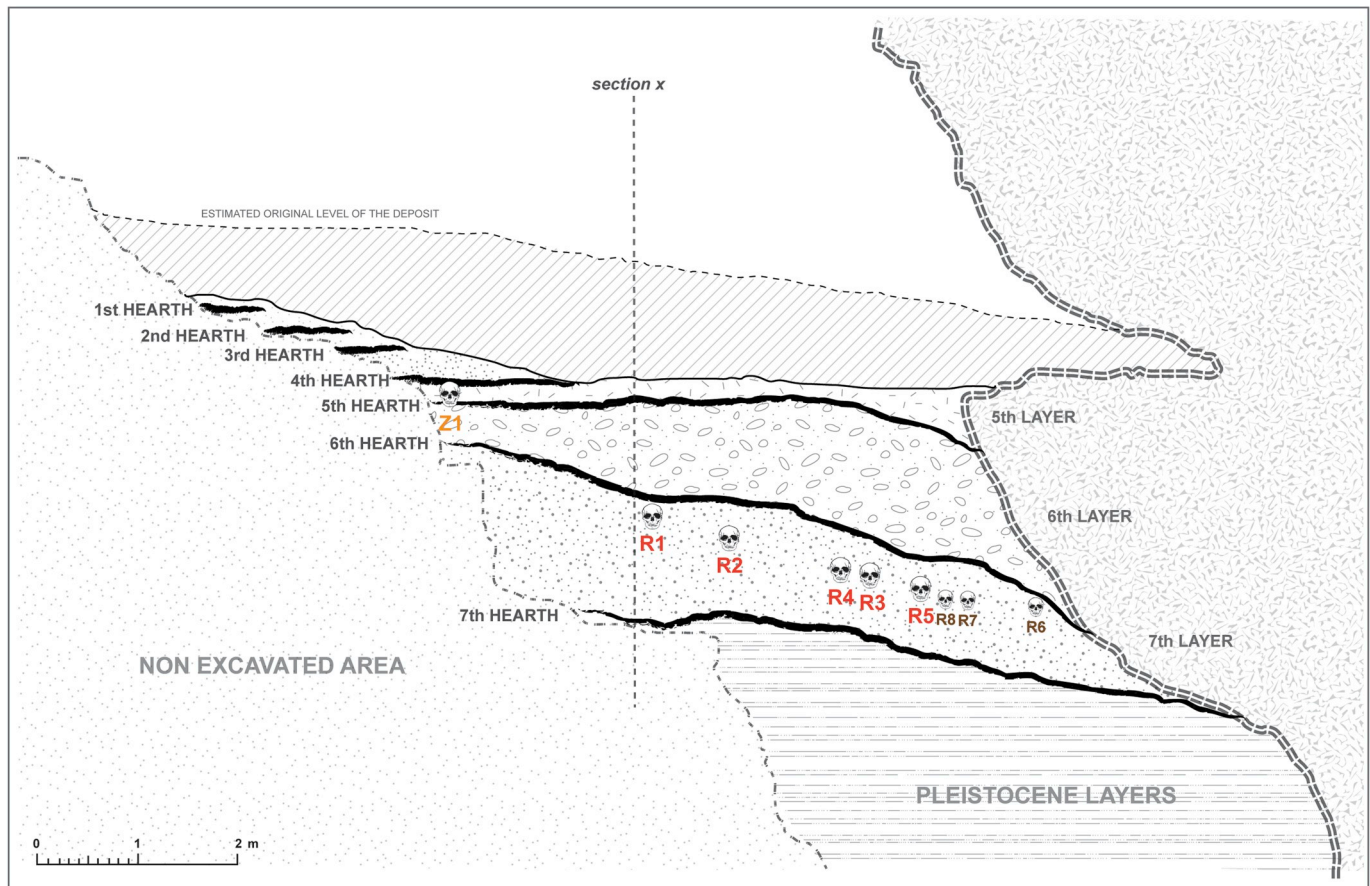 section x
ESTIMATED ORIGINAL LEVEL OF THE DEPOSIT
1st HEARTH
2nd HEARTH
3rd HEARTH
4th HEARTH
5th HEARTH
Z1
5th LAYER
6th HEARTH
6th LAYER
R1
R2
R4 R3 R5 R8 R7 R6
7th HEARTH
7th LAYER
NON EXCAVATED AREA
PLEISTOCENE LAYERS
0 1 2 m